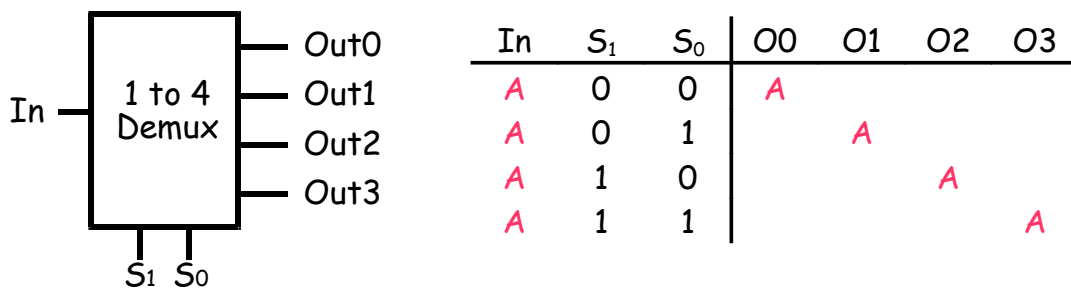 In
1 to 4
Demux
Out0
Out1
Out2
Out3
S₁ S₀
In S₁ S₀ O0 O1 O2 O3
A 0 0 A
A 0 1 A
A 1 0 A
A 1 1 A